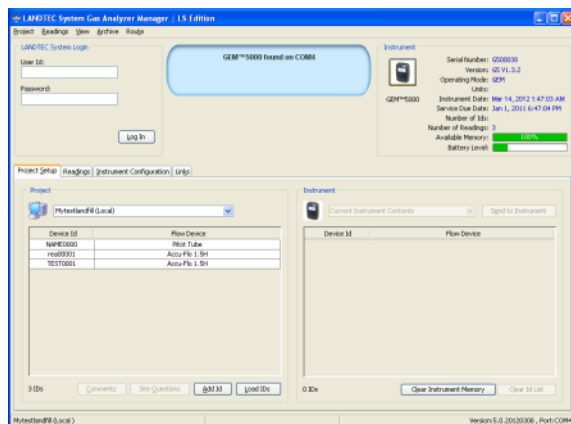 LANDTEC System Gas Analyzer Manager | LS Edition
Project Readings View Archive Route
LANDTEC System Login
User Id:
Password:
Log In
GEM™5000 found on COM4
Instrument
GEM™5000
Serial Number: G500838
Version: G5 V1.3.2
Operating Mode: GEM
Units:
Instrument Date: Mar 14, 2012 1:47:03 AM
Service Due Date: Jan 1, 2011 6:47:04 PM
Number of Ids:
Number of Readings: 3
Available Memory: 100%
Battery Level:
Project Setup Readings Instrument Configuration Links
Project
Mytestlandfill (Local)
Device Id Flow Device
NAME0000 Pitot Tube
rea00001 Accu-Flo 1.5H
TEST0001 Accu-Flo 1.5H
3 IDs Comments Site Questions Add Id Load IDs
Instrument
Current Instrument Contents Send to Instrument
Device Id Flow Device
0 IDs Clear Instrument Memory Clear Id List
Mytestlandfill (Local ) Version:5.0.20120308 , Port:COM4